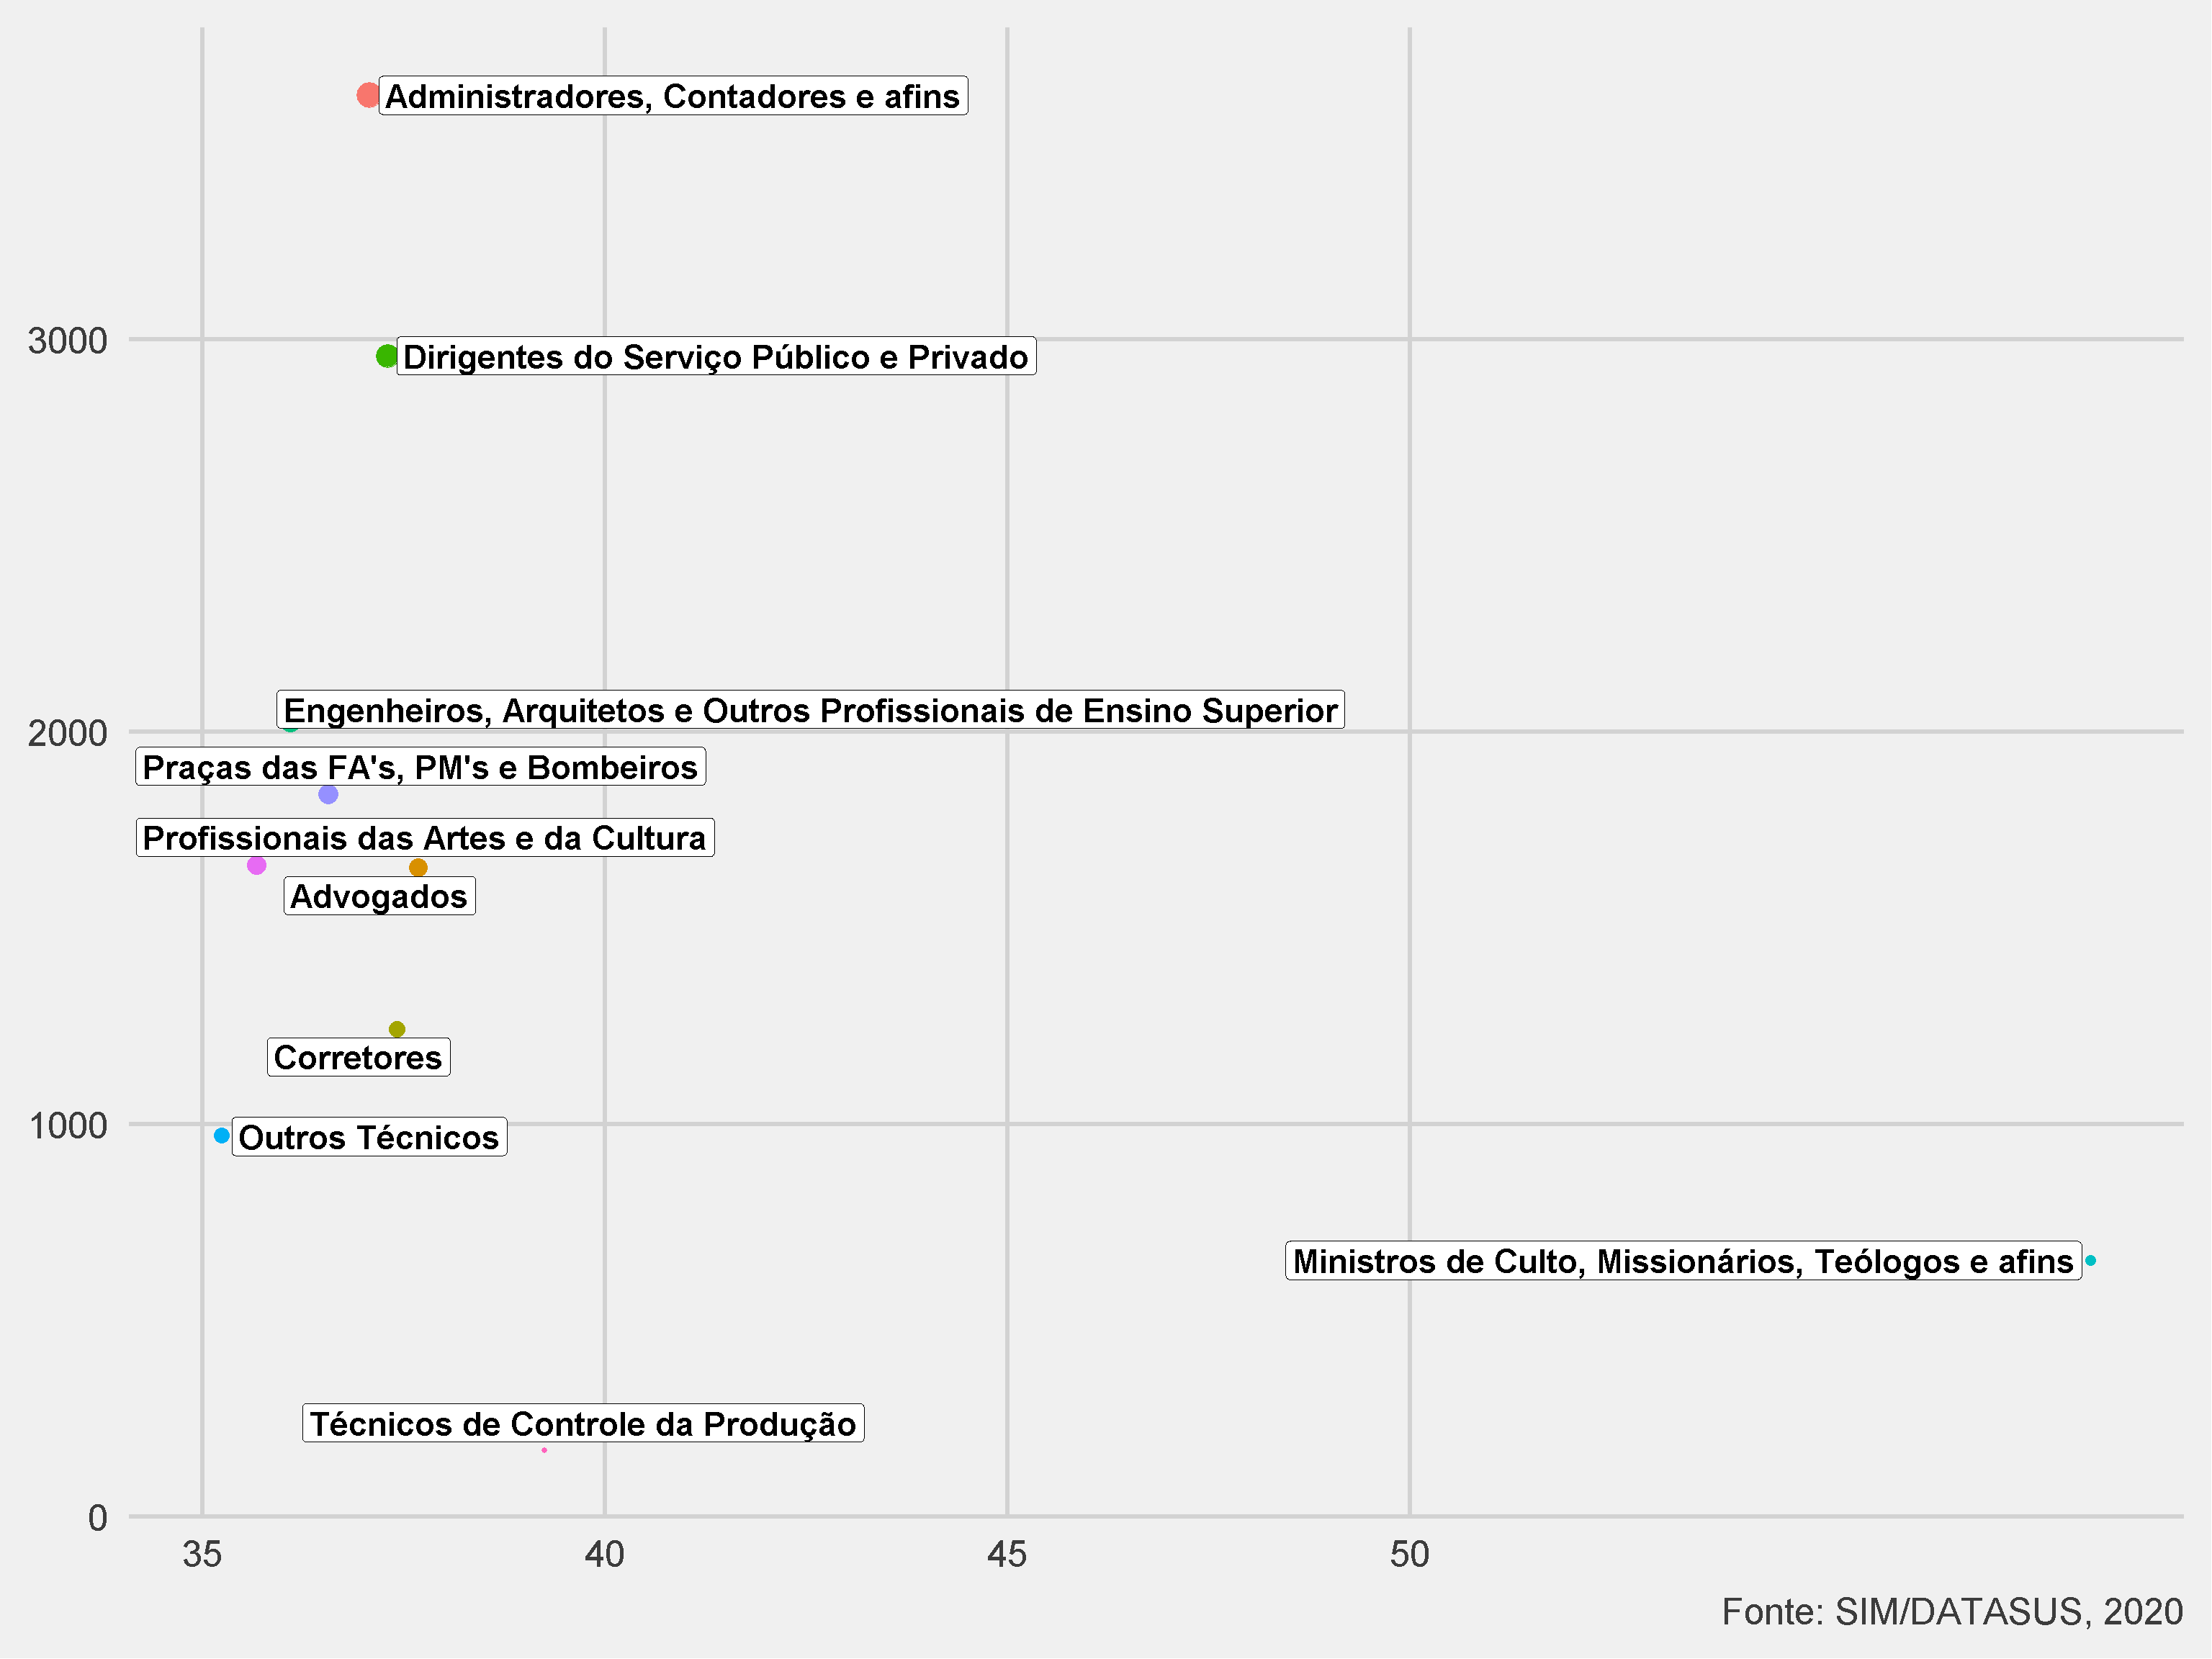 Administradores, Contadores e afins
3000
Dirigentes do Serviço Público e Privado
Engenheiros, Arquitetos e Outros Profissionais de Ensino Superior
2000
Praças das FA's, PM's e Bombeiros
Profissionais das Artes e da Cultura
Advogados
Corretores
1000
Outros Técnicos
Ministros de Culto, Missionários, Teólogos e afins
Técnicos de Controle da Produção
0
35 40 45 50
Fonte: SIM/DATASUS, 2020